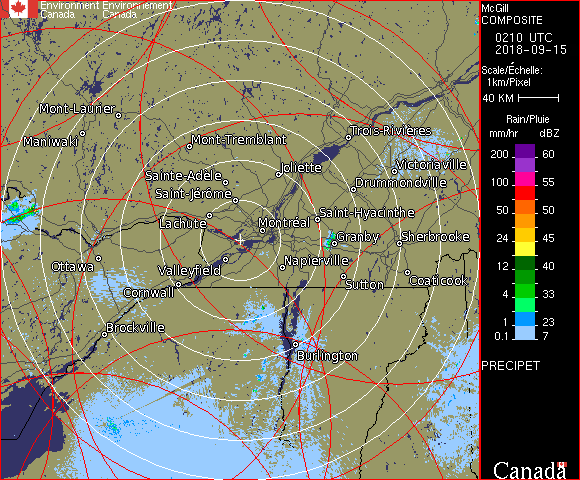 Environment Environnement
Canada Canada
McGill
COMPOSITE
0210 UTC
2018-09-15
Scale/Échelle:
1km/Pixel
40 KM
Rain/Pluie
mm/hr dBZ
200 60
100 55
50 50
24 45
12 40
4 33
1 23
0.1 7
PRECIPET
Canada
Mont-Laurier
Maniwaki
Mont-Tremblant
Trois-Rivières
Victoriaville
Joliette
Sainte-Adèle
Saint-Jérôme
Drummondville
Lachute
Montréal
Saint-Hyacinthe
Granby
Sherbrooke
Ottawa
Valleyfield
Napierville
Cornwall
Sutton
Coaticook
Brockville
Burlington